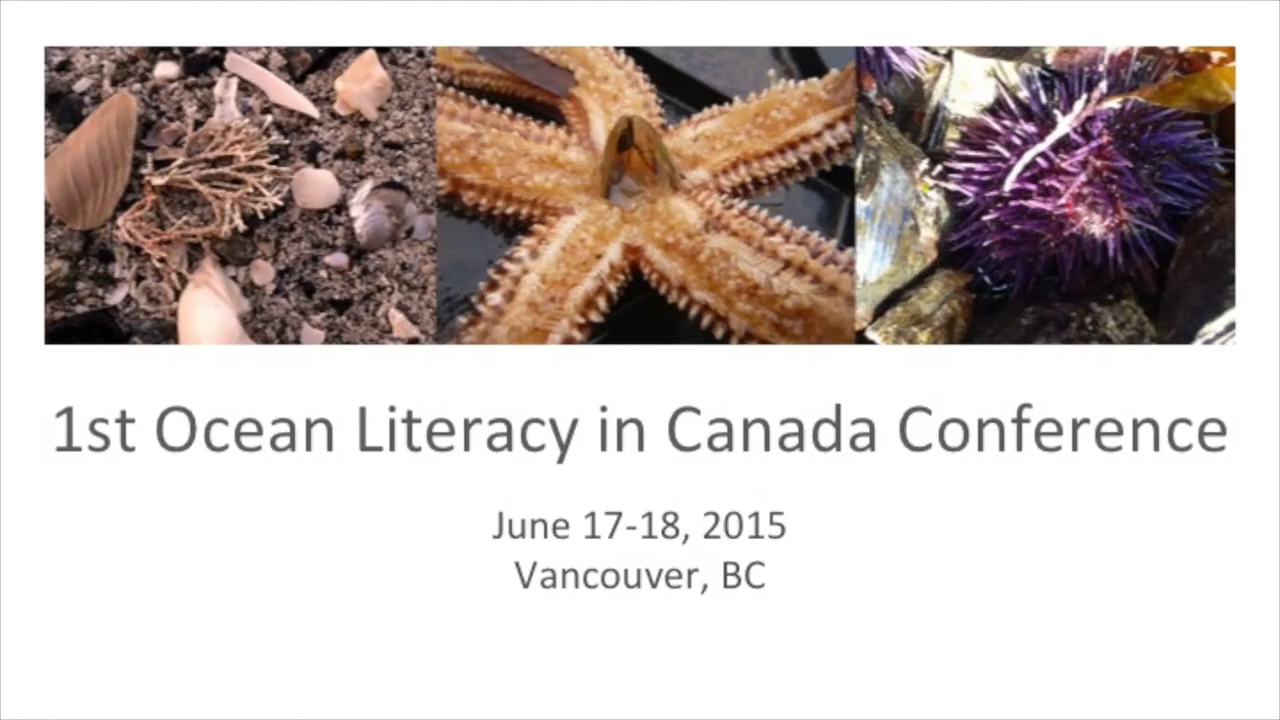 1st Ocean Literacy in Canada Conference
June 17-18, 2015
Vancouver, BC